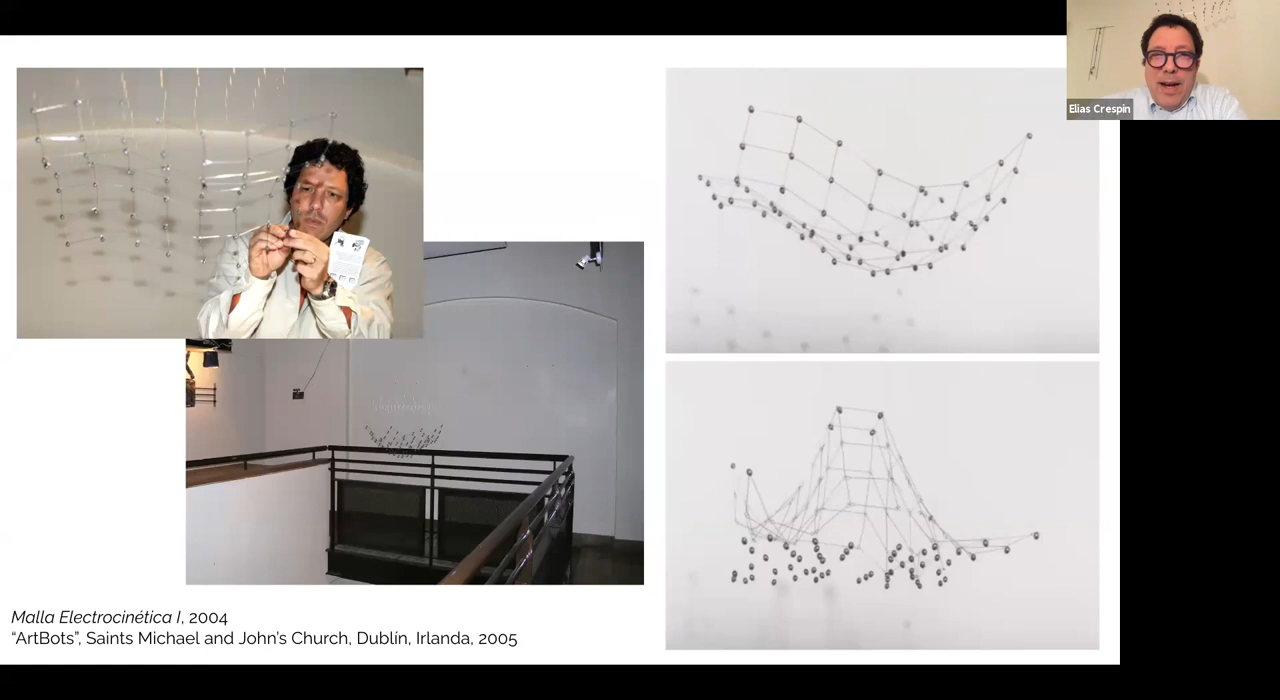 Elias Crespin
Malla Electrocinética I, 2004
“ArtBots”, Saints Michael and John’s Church, Dublín, Irlanda, 2005